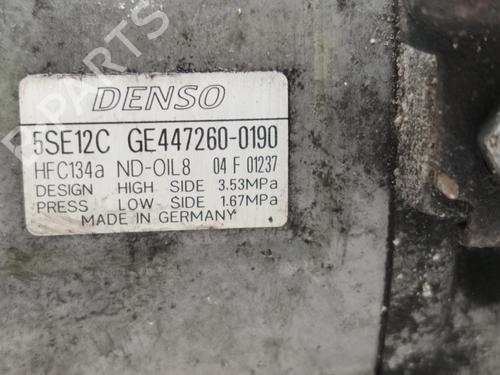 B PARTS
DENSO
5SE12C GE447260-0190
HFC134a ND-OIL8 04 F 01237
DESIGN HIGH SIDE 3.53MPa
PRESS LOW SIDE 1.67MPa
MADE IN GERMANY